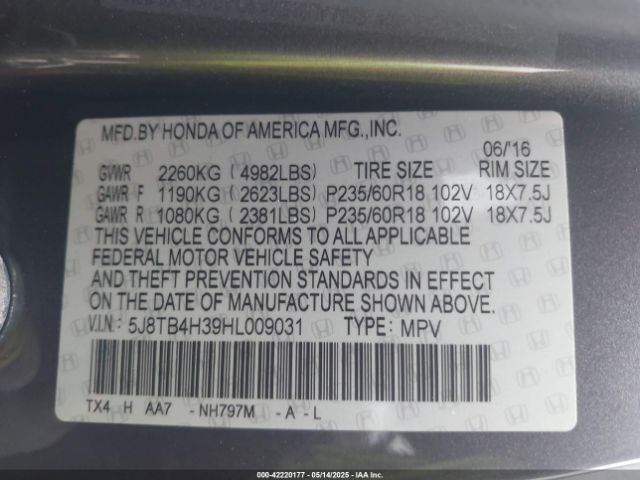 MFD.BY HONDA OF AMERICA MFG.,INC.
06/'16
GVWR 2260KG ( 4982LBS) TIRE SIZE RIM SIZE
GAWR F 1190KG ( 2623LBS) P235/60R18 102V 18X7.5J
GAWR R 1080KG ( 2381LBS) P235/60R18 102V 18X7.5J
THIS VEHICLE CONFORMS TO ALL APPLICABLE
FEDERAL MOTOR VEHICLE SAFETY
AND THEFT PREVENTION STANDARDS IN EFFECT
ON THE DATE OF MANUFACTURE SHOWN ABOVE.
V.I.N: 5J8TB4H39HL009031 TYPE: MPV
TX4 H AA7 -NH797M -A -L
000-42220177 - 05/14/2025 - IAA Inc.